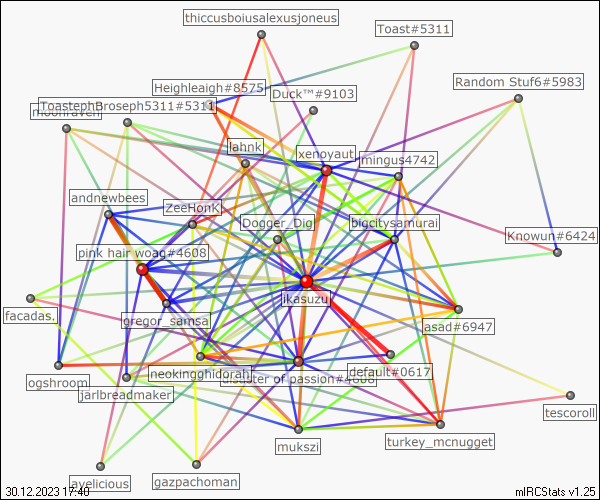 thiccusboiusalexusjoneus
Toast#5311
Heighleaigh#8575
Random Stuf6#5983
Duck™#9103
ToastephBroseph5311#5311
moonraven
lahnk
xenoyaut
mingus4742
andnewbees
ZeeHonK
Dogger_Dig
bigcitysamurai
Knowun#6424
pink hair woag#4608
ikasuzu
facadas.
gregor_samsa
asad#6947
default#0617
neokingghidorah
disaster of passion#4688
ogshroom
jarlbreadmaker
tescoroll
mukszi
turkey_mcnugget
ayelicious
gazpachoman
30.12.2023 17:40
mIRCStats v1.25